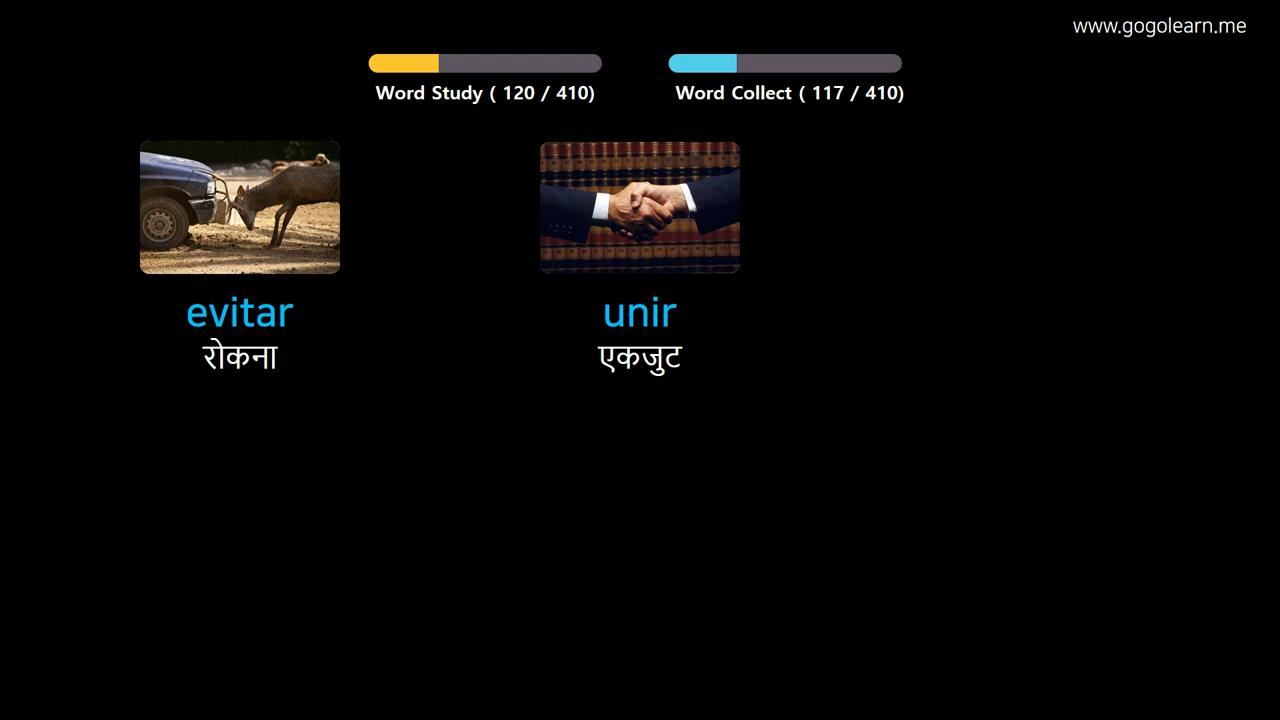 www.gogolearn.me
Word Study ( 120 / 410)
Word Collect ( 117 / 410)
evitar
रोकना
unir
एकजुट